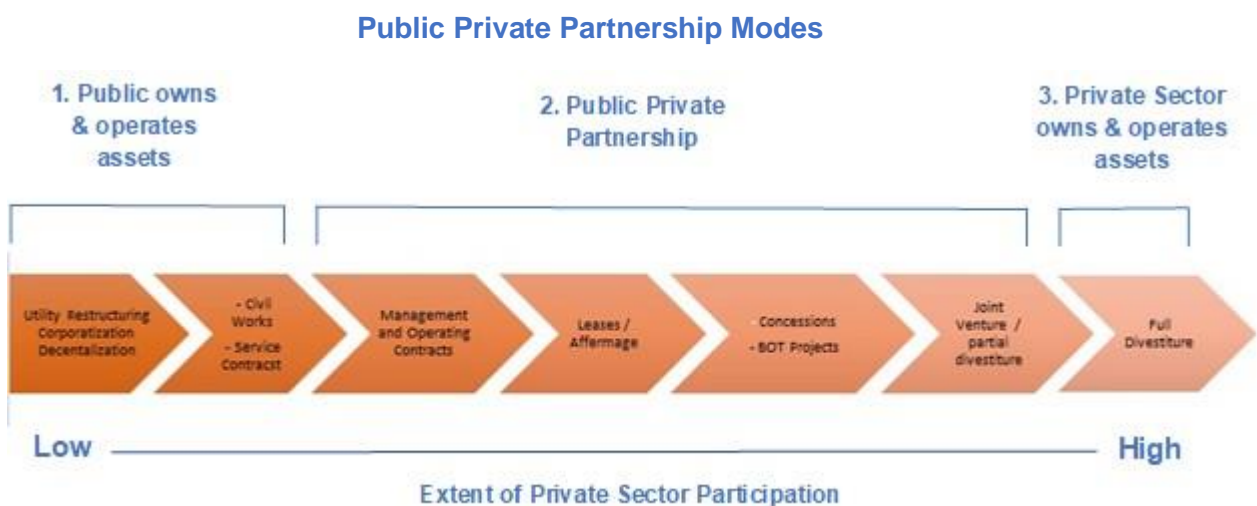 Public Private Partnership Modes
1. Public owns
& operates
assets
2. Public Private
Partnership
3. Private Sector
owns & operates
assets
Utility Restructuring
Corporatization
Decentalization
- Civil
Works
- Service
Contracst
Management
and Operating
Contracts
Leases /
Affermage
- Concessions
- BOT Projects
Joint
Venture /
partial
divestiture
Full
Divestiture
Low
High
Extent of Private Sector Participation